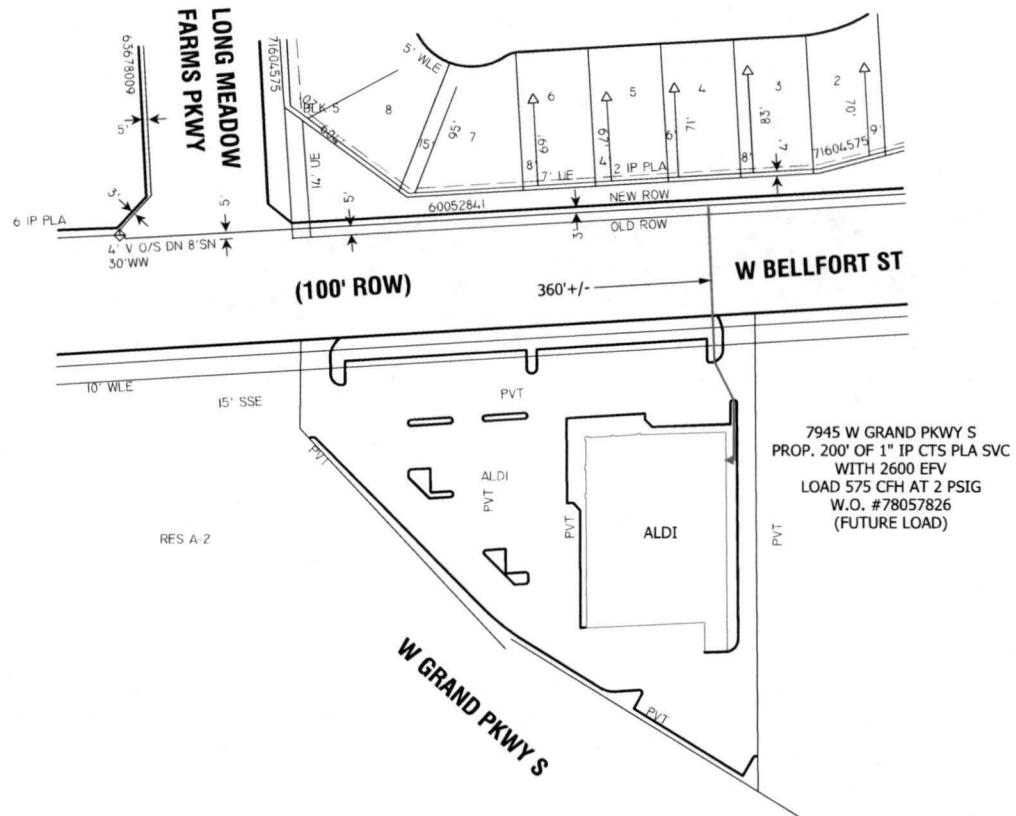 LONG MEADOW
FARMS PKWY
63678009
71604575
5'
3'
6 IP PLA
4' V O/S DN 8'SN
30'WW
5'
14' UE
5'
BLK 5
5' WLE
8
15'
95'
7
6
69'
8'
7' UE
5
67'
4'
2 IP PLA
4
71'
6'
3
83'
8'
4'
2
70'
9'
71604575
60052841
NEW ROW
OLD ROW
3'
(100' ROW)
360'+/-
W BELLFORT ST
10' WLE
15' SSE
PVT
PVT
ALDI
PVT
PVT
ALDI
PVT
RES A-2
7945 W GRAND PKWY S
PROP. 200' OF 1" IP CTS PLA SVC
WITH 2600 EFV
LOAD 575 CFH AT 2 PSIG
W.O. #78057826
(FUTURE LOAD)
W GRAND PKWY S
PVT